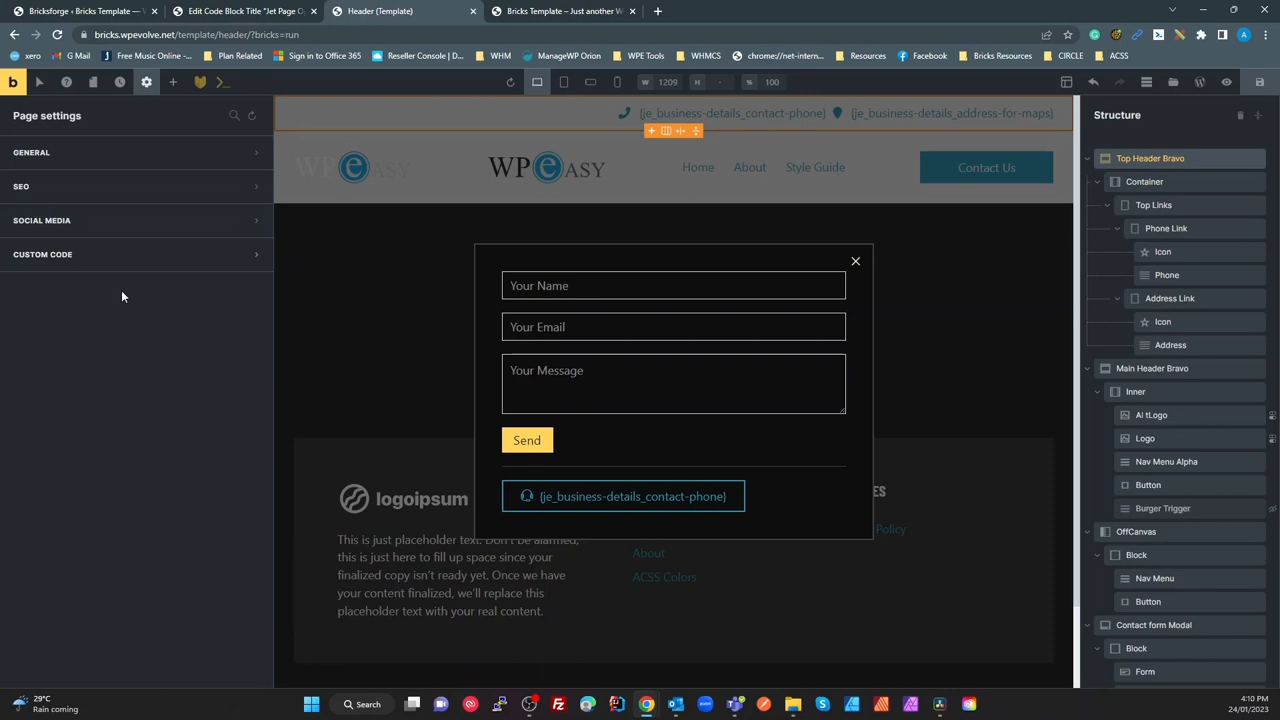 Bricksforge ‹ Bricks Template —
Edit Code Block Title "Jet Page O
Header (Template)
Bricks Template – Just another W
bricks.wpevolve.net/template/header/?bricks=run
xero
G Mail
Free Music Online -...
Plan Related
Sign in to Office 365
Reseller Console |...
WHM
ManageWP Orion
WPE Tools
WHMCS
chrome://net-intern...
Resources
Facebook
Bricks Resources
CIRCLE
ACSS
b
W 1209
H -
% 100
Page settings
GENERAL
SEO
SOCIAL MEDIA
CUSTOM CODE
{je_business-details_contact-phone}
{je_business-details_address-for-maps}
WPeASY
WPeASY
Home
About
Style Guide
Contact Us
Your Name
Your Email
Your Message
Send
{je_business-details_contact-phone}
logoipsum
This is just placeholder text. Don't be alarmed,
this is just here to fill up space since your
finalized copy isn't ready yet. Once we have
your content finalized, we'll replace this
placeholder text with your real content.
About
ACSS Colors
ES
Policy
Structure
Top Header Bravo
Container
Top Links
Phone Link
Icon
Phone
Address Link
Icon
Address
Main Header Bravo
Inner
Al tLogo
Logo
Nav Menu Alpha
Button
Burger Trigger
OffCanvas
Block
Nav Menu
Button
Contact form Modal
Block
Form
29°C
Rain coming
Search
4:10 PM
24/01/2023